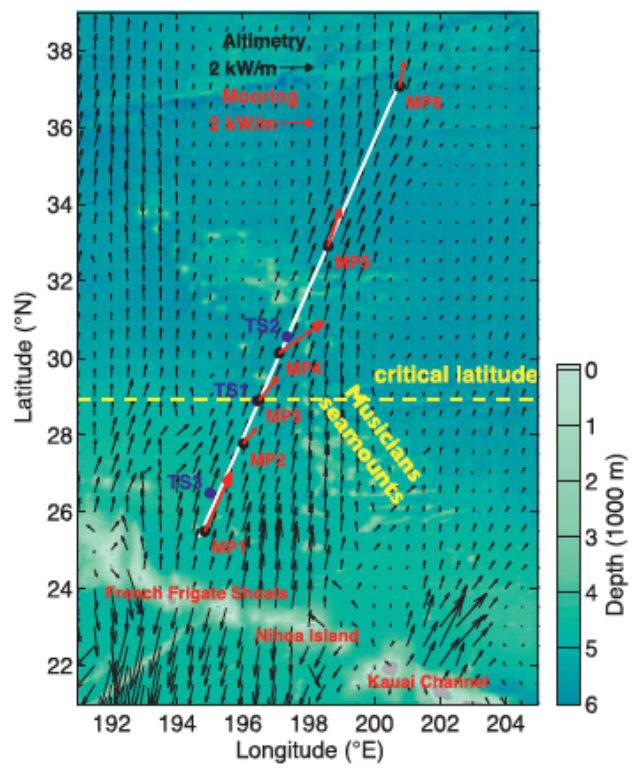 38
36
34
32
30
28
26
24
22
192
194
196
198
200
202
204
Latitude (°N)
Longitude (°E)
Altimetry
2 kW/m
Mooring
2 kW/m
MP6
MP5
TS2
MP4
critical latitude
TS1
MP3
Musicians
seamounts
MP2
TS3
MP1
French Frigate Shoals
Nihoa Island
Kauai Channel
0
1
2
3
4
5
6
Depth (1000 m)